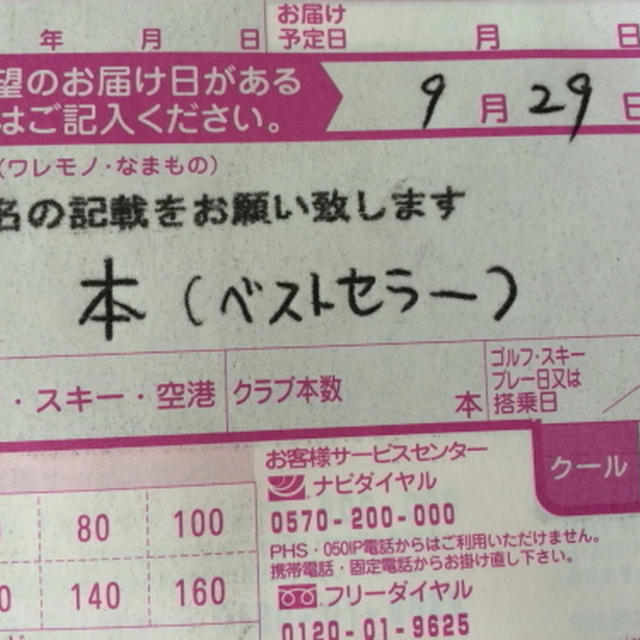 年 月 日
お届け
予定日 月 日
望のお届け日がある
はご記入ください。
9 月 29 日
(ワレモノ・なまもの)
名の記載をお願い致します
本(ベストセラー)
・スキー・空港
クラブ本数 本
ゴルフ・スキー
プレー日又は
搭乗日
お客様サービスセンター
クール
ナビダイヤル
0570-200-000
PHS・050IP電話からはご利用いただけません。
携帯電話・固定電話からお掛け直し下さい。
フリーダイヤル
0120-01-9625
80 100
0 140 160